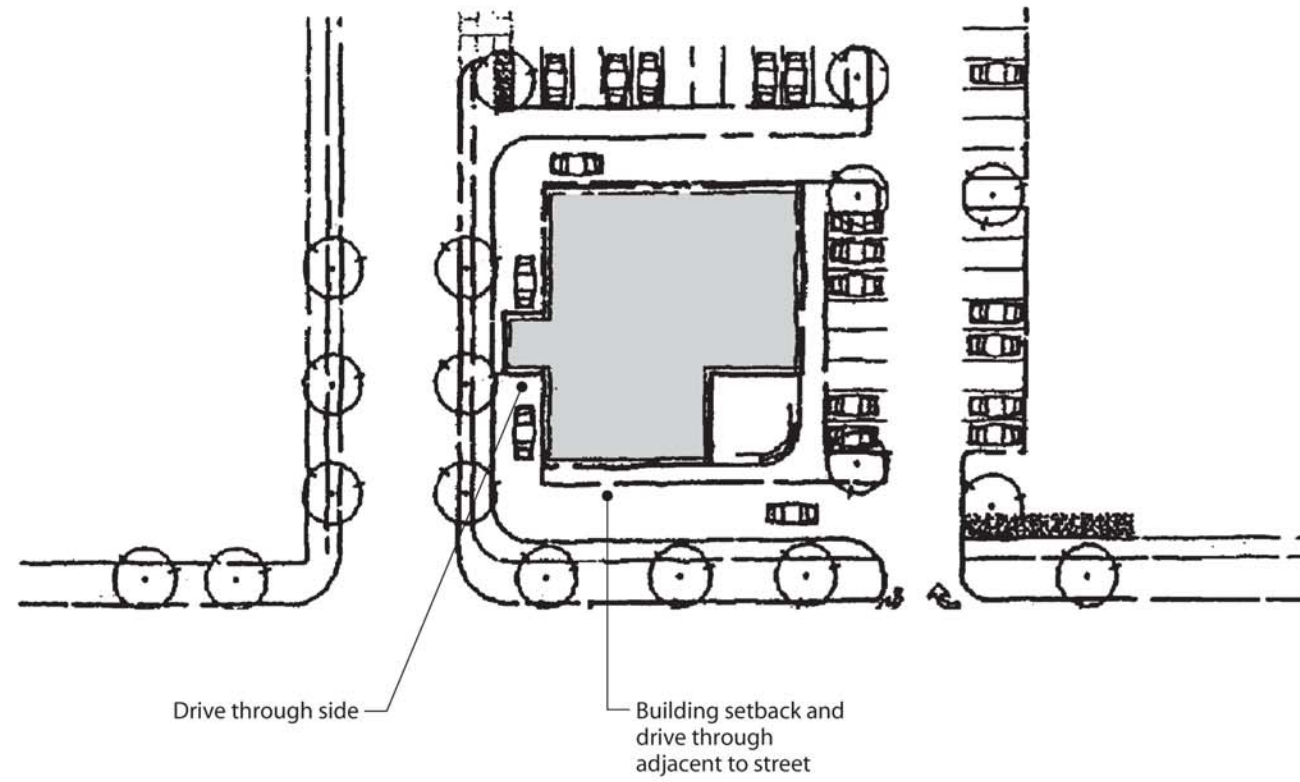 Drive through side
Building setback and
drive through
adjacent to street